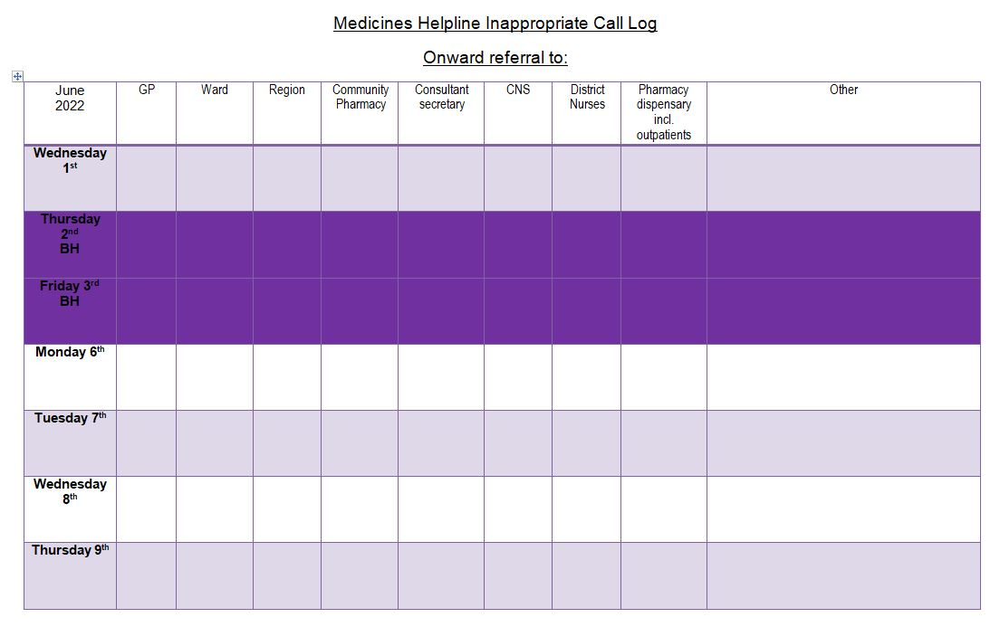 Medicines Helpline Inappropriate Call Log
Onward referral to:
June
2022
GP
Ward
Region
Community
Pharmacy
Consultant
secretary
CNS
District
Nurses
Pharmacy
dispensary
incl.
outpatients
Other
Wednesday
1st
Thursday
2nd
BH
Friday 3rd
BH
Monday 6th
Tuesday 7th
Wednesday
8th
Thursday 9th